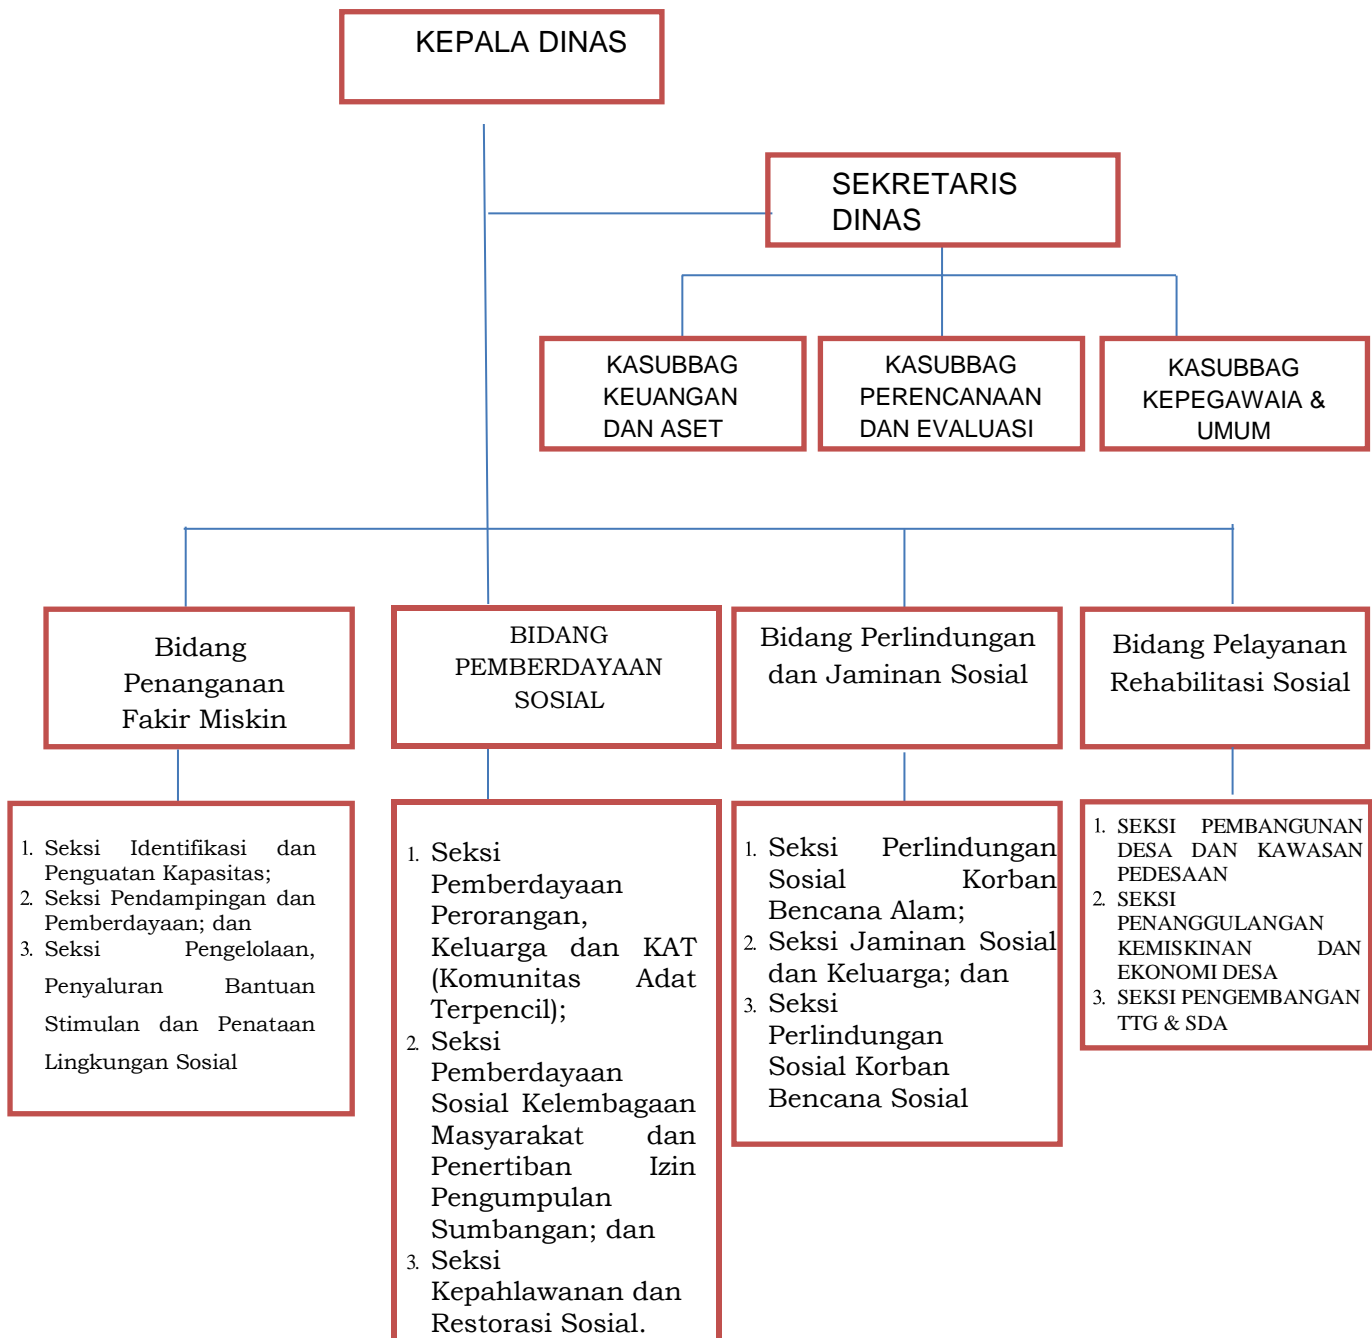 KEPALA DINAS
SEKRETARIS
DINAS
KASUBBAG
KEUANGAN
DAN ASET
KASUBBAG
PERENCANAAN
DAN EVALUASI
KASUBBAG
KEPEGAWAIA &
UMUM
Bidang
Penanganan
Fakir Miskin
BIDANG
PEMBERDAYAAN
SOSIAL
Bidang Perlindungan
dan Jaminan Sosial
Bidang Pelayanan
Rehabilitasi Sosial
1. Seksi Identifikasi dan
Penguatan Kapasitas;
2. Seksi Pendampingan dan
Pemberdayaan; dan
3. Seksi Pengelolaan,
Penyaluran Bantuan
Stimulan dan Penataan
Lingkungan Sosial
1. Seksi
Pemberdayaan
Perorangan,
Keluarga dan KAT
(Komunitas Adat
Terpencil);
2. Seksi
Pemberdayaan
Sosial Kelembagaan
Masyarakat dan
Penertiban Izin
Pengumpulan
Sumbangan; dan
3. Seksi
Kepahlawanan dan
Restorasi Sosial.
1. Seksi Perlindungan
Sosial Korban
Bencana Alam;
2. Seksi Jaminan Sosial
dan Keluarga; dan
3. Seksi
Perlindungan
Sosial Korban
Bencana Sosial
1. SEKSI PEMBANGUNAN
DESA DAN KAWASAN
PEDESAAN
2. SEKSI
PENANGGULANGAN
KEMISKINAN DAN
EKONOMI DESA
3. SEKSI PENGEMBANGAN
TTG & SDA